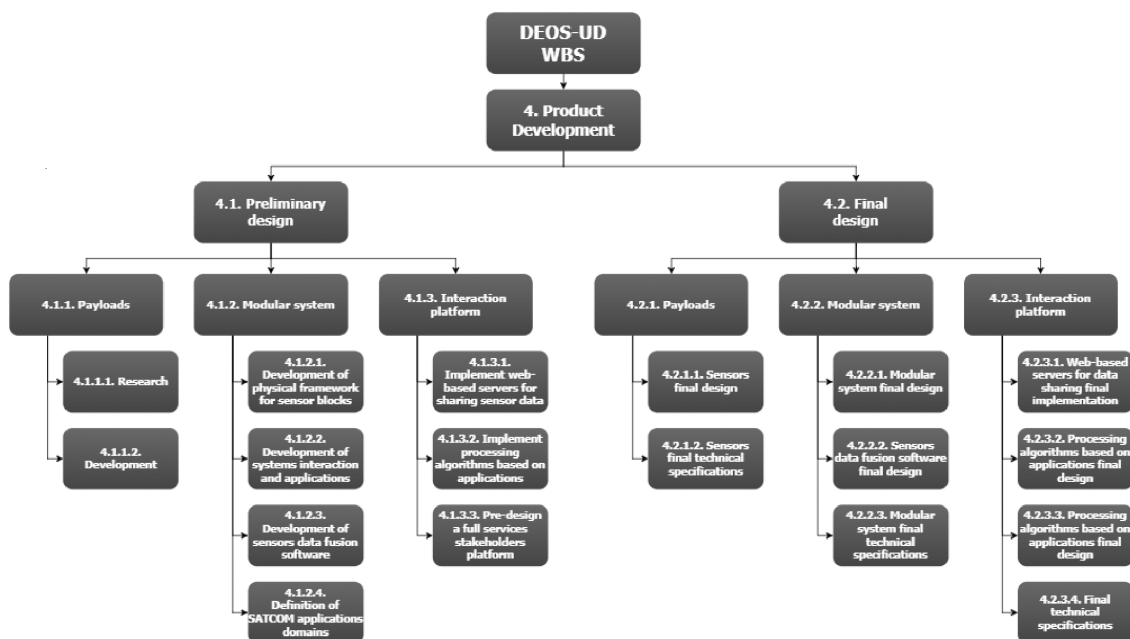 DEOS-UD
WBS
4. Product
Development
4.1. Preliminary
design
4.2. Final
design
4.1.1. Payloads
4.1.2. Modular system
4.1.3. Interaction
platform
4.2.1. Payloads
4.2.2. Modular system
4.2.3. Interaction
platform
4.1.1.1. Research
4.1.1.2.
Development
4.1.2.1.
Development of
physical framework
for sensor blocks
4.1.2.2.
Development of
systems interaction
and applications
4.1.2.3.
Development of
sensors data fusion
software
4.1.2.4.
Definition of
SATCOM applications
domains
4.1.3.1.
Implement web-
based servers for
sharing sensor data
4.1.3.2. Implement
processing
algorithms based on
applications
4.1.3.3. Pre-design
a full services
stakeholders
platform
4.2.1.1. Sensors
final design
4.2.1.2. Sensors
final technical
specifications
4.2.2.1. Modular
system final design
4.2.2.2. Sensors
data fusion software
final design
4.2.2.3. Modular
system final
technical
specifications
4.2.3.1. Web-based
servers for data
sharing final
implementation
4.2.3.2. Processing
algorithms based on
applications final
design
4.2.3.3. Processing
algorithms based on
applications final
design
4.2.3.4. Final
technical
specifications